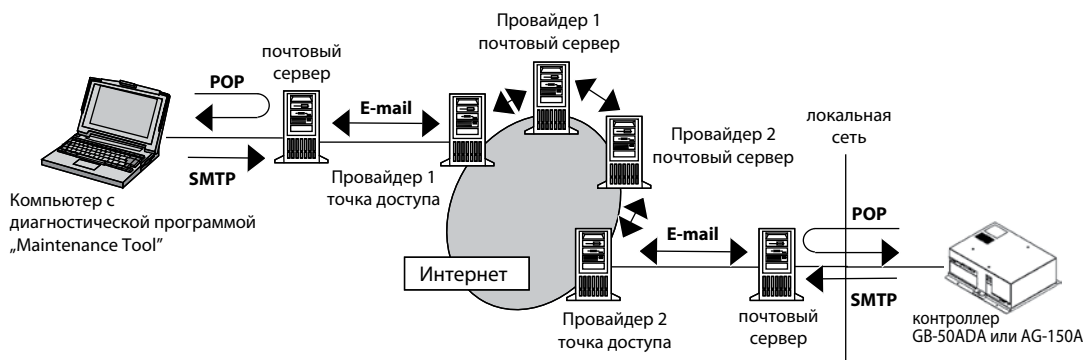 Провайдер 1
почтовый сервер
почтовый
сервер
POP
E-mail
SMTP
Провайдер 1
точка доступа
Компьютер с
диагностической программой
„Maintenance Tool”
Провайдер 2
почтовый сервер
локальная
сеть
Интернет
E-mail
POP
SMTP
Провайдер 2
точка доступа
почтовый
сервер
контроллер
GB-50ADA или AG-150A